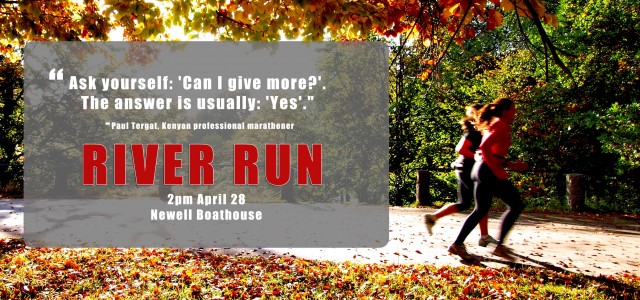 “ Ask yourself: 'Can I give more?'.
The answer is usually: 'Yes'."
- Paul Tergat, Kenyan professional marathoner
RIVER RUN
2pm April 28
Newell Boathouse